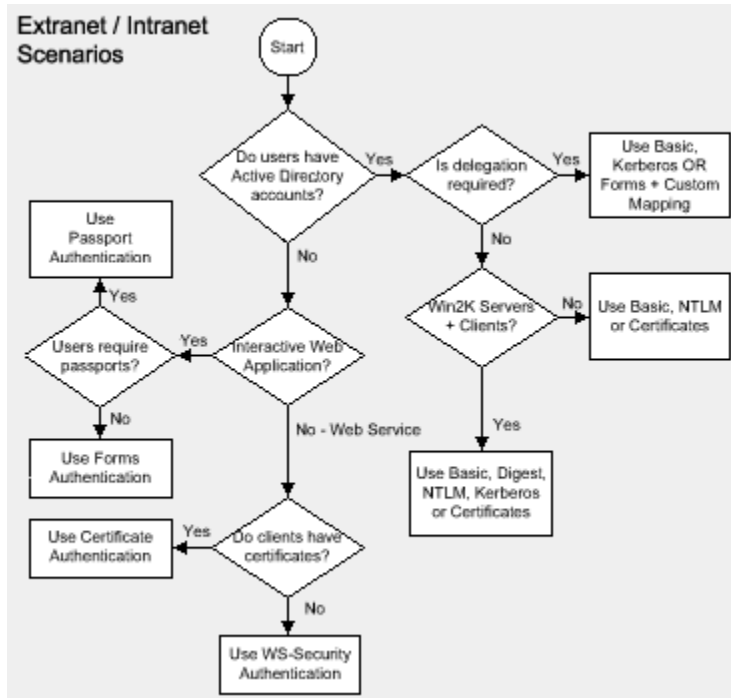 Extranet / Intranet
Scenarios
Start
Do users have
Active Directory
accounts?
Yes
Is delegation
required?
Yes
Use Basic,
Kerberos OR
Forms + Custom
Mapping
No
No
Use
Passport
Authentication
Yes
Win2K Servers
+ Clients?
No
Use Basic, NTLM
or Certificates
Users require
passports?
Yes
Interactive Web
Application?
No
Yes
No - Web Service
Use Forms
Authentication
Use Basic, Digest,
NTLM, Kerberos
or Certificates
Use Certificate
Authentication
Yes
Do clients have
certificates?
No
Use WS-Security
Authentication